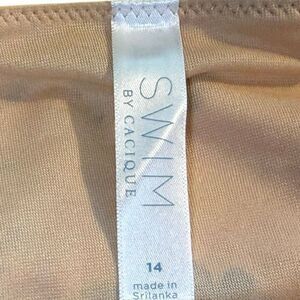 SWIM
BY CACIQUE
14
made in
Srilanka